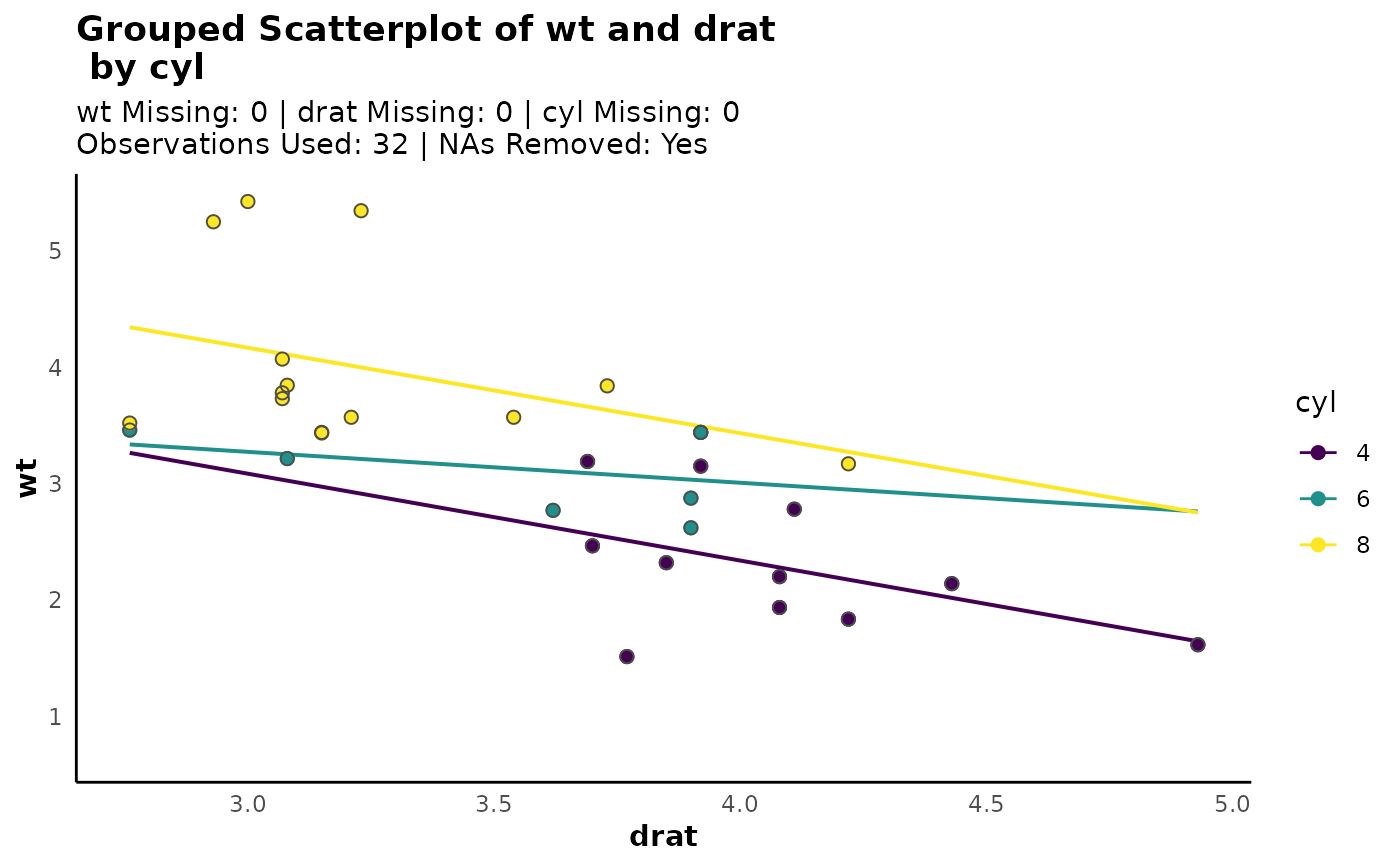 Grouped Scatterplot of wt and drat
by cyl
wt Missing: 0 | drat Missing: 0 | cyl Missing: 0
Observations Used: 32 | NAs Removed: Yes
5
4
3
2
1
wt
3.0 3.5 4.0 4.5 5.0
drat
cyl
4
6
8